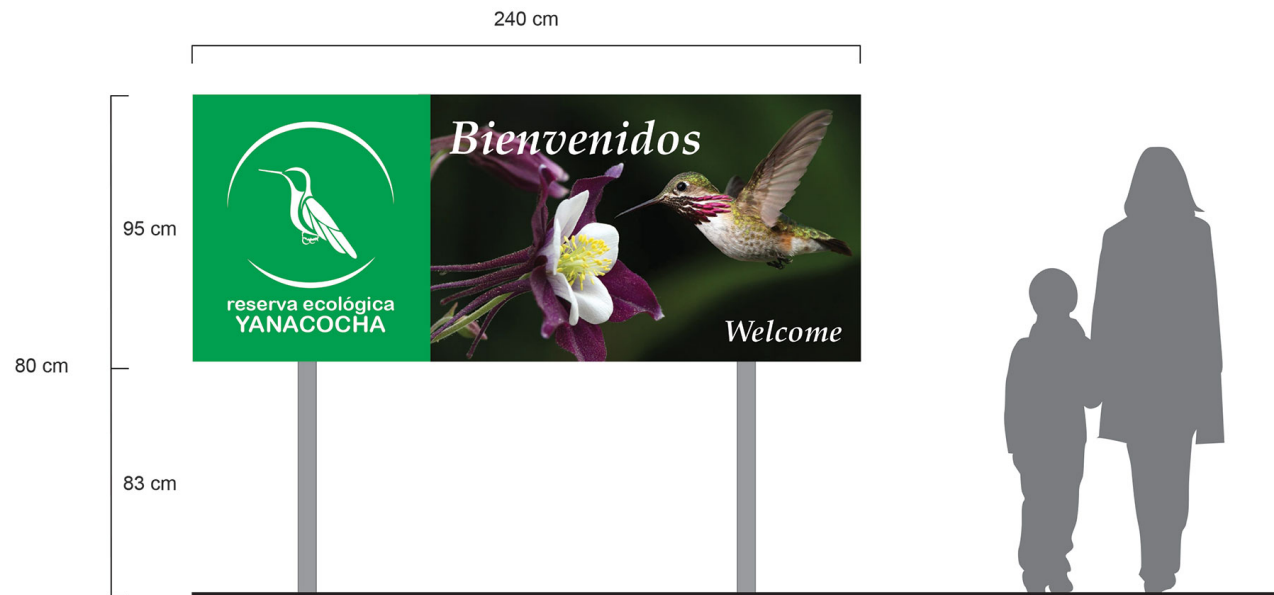 240 cm
Bienvenidos
95 cm
reserva ecológica
YANACOCHA
Welcome
80 cm
83 cm